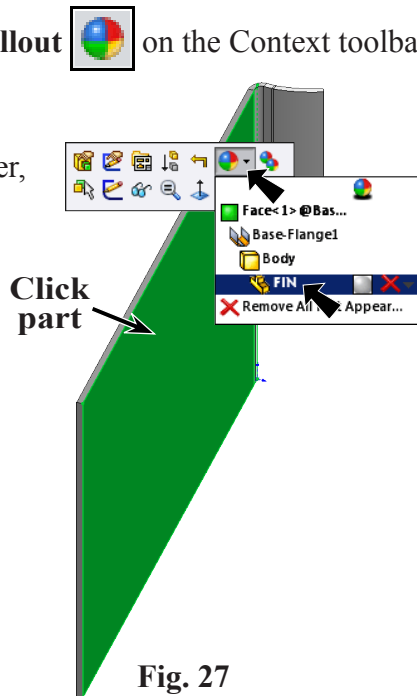 llout on the Context toolba
er,
Face<1>@Bas...
Base-Flange1
Body
FIN
Remove All Appear...
Click
part
Fig. 27